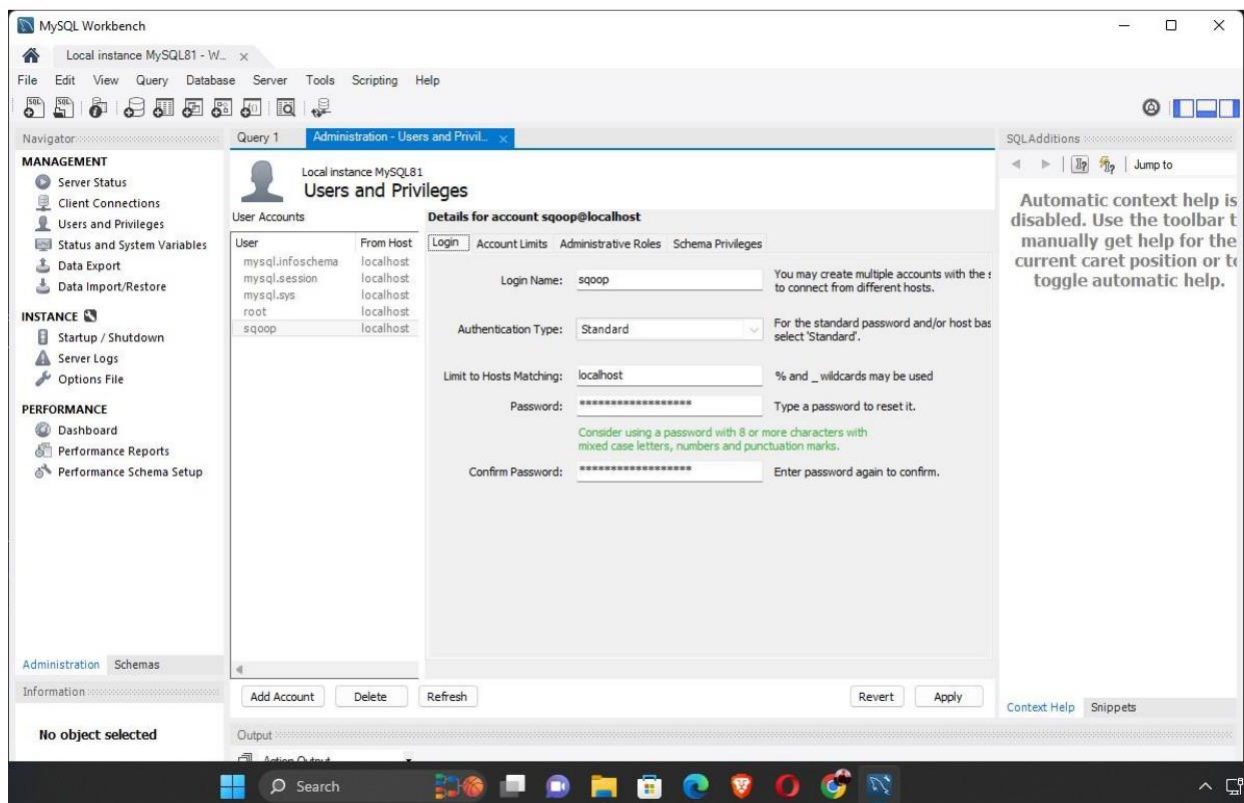 MySQL Workbench
Local instance MySQL81 - W...
File Edit View Query Database Server Tools Scripting Help
Navigator
MANAGEMENT
Server Status
Client Connections
Users and Privileges
Status and System Variables
Data Export
Data Import/Restore
INSTANCE
Startup / Shutdown
Server Logs
Options File
PERFORMANCE
Dashboard
Performance Reports
Performance Schema Setup
Administration Schemas
Information
No object selected
Query 1 Administration - Users and Privil...
Local instance MySQL81
Users and Privileges
User Accounts
User From Host
mysql.infoschema localhost
mysql.session localhost
mysql.sys localhost
root localhost
sqoop localhost
Details for account sqoop@localhost
Login Account Limits Administrative Roles Schema Privileges
Login Name: sqoop You may create multiple accounts with the s
to connect from different hosts.
Authentication Type: Standard For the standard password and/or host bas
select 'Standard'.
Limit to Hosts Matching: localhost % and _ wildcards may be used
Password: ****************** Type a password to reset it.
Consider using a password with 8 or more characters with
mixed case letters, numbers and punctuation marks.
Confirm Password: ****************** Enter password again to confirm.
Add Account Delete Refresh Revert Apply
Output
Action Output
SQLAdditions
Jump to
Automatic context help is
disabled. Use the toolbar t
manually get help for the
current caret position or to
toggle automatic help.
Context Help Snippets
Search